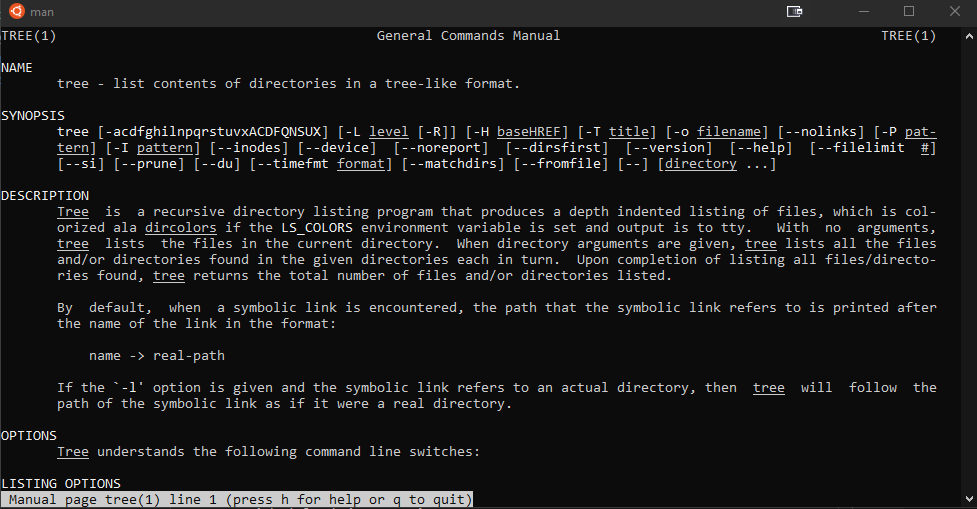 man
TREE(1) General Commands Manual TREE(1)
NAME
tree - list contents of directories in a tree-like format.
SYNOPSIS
tree [-acdfghilnpqrstuvxACDFQNSUX] [-L level [-R]] [-H baseHREF] [-T title] [-o filename] [--nolinks] [-P pat-
tern] [-I pattern] [--inodes] [--device] [--noreport] [--dirsfirst] [--version] [--help] [--filelimit #]
[--si] [--prune] [--du] [--timefmt format] [--matchdirs] [--fromfile] [--] [directory ...]
DESCRIPTION
Tree is a recursive directory listing program that produces a depth indented listing of files, which is col-
orized ala dircolors if the LS_COLORS environment variable is set and output is to tty. With no arguments,
tree lists the files in the current directory. When directory arguments are given, tree lists all the files
and/or directories found in the given directories each in turn. Upon completion of listing all files/directo-
ries found, tree returns the total number of files and/or directories listed.
By default, when a symbolic link is encountered, the path that the symbolic link refers to is printed after
the name of the link in the format:
name -> real-path
If the `-l' option is given and the symbolic link refers to an actual directory, then tree will follow the
path of the symbolic link as if it were a real directory.
OPTIONS
Tree understands the following command line switches:
LISTING OPTIONS
Manual page tree(1) line 1 (press h for help or q to quit)